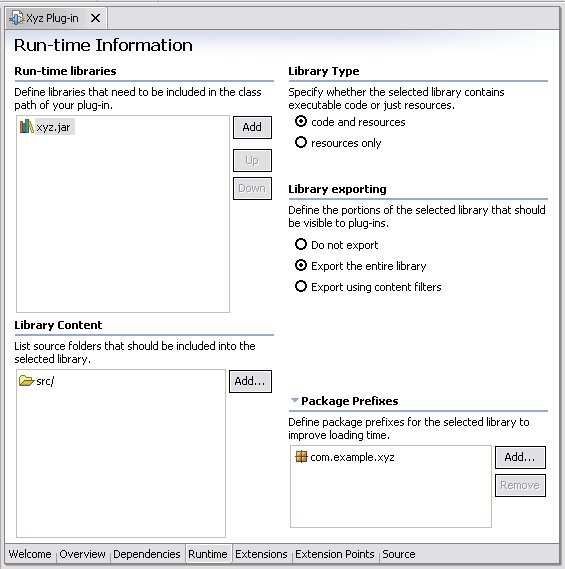 Xyz Plug-in
Run-time Information
Run-time libraries
Define libraries that need to be included in the class
path of your plug-in.
xyz.jar
Add
Up
Down
Library Content
List source folders that should be included into the
selected library.
src/
Add...
Library Type
Specify whether the selected library contains
executable code or just resources.
code and resources
resources only
Library exporting
Define the portions of the selected library that should
be visible to plug-ins.
Do not export
Export the entire library
Export using content filters
Package Prefixes
Define package prefixes for the selected library to
improve loading time.
com.example.xyz
Add...
Remove
Welcome Overview Dependencies Runtime Extensions Extension Points Source